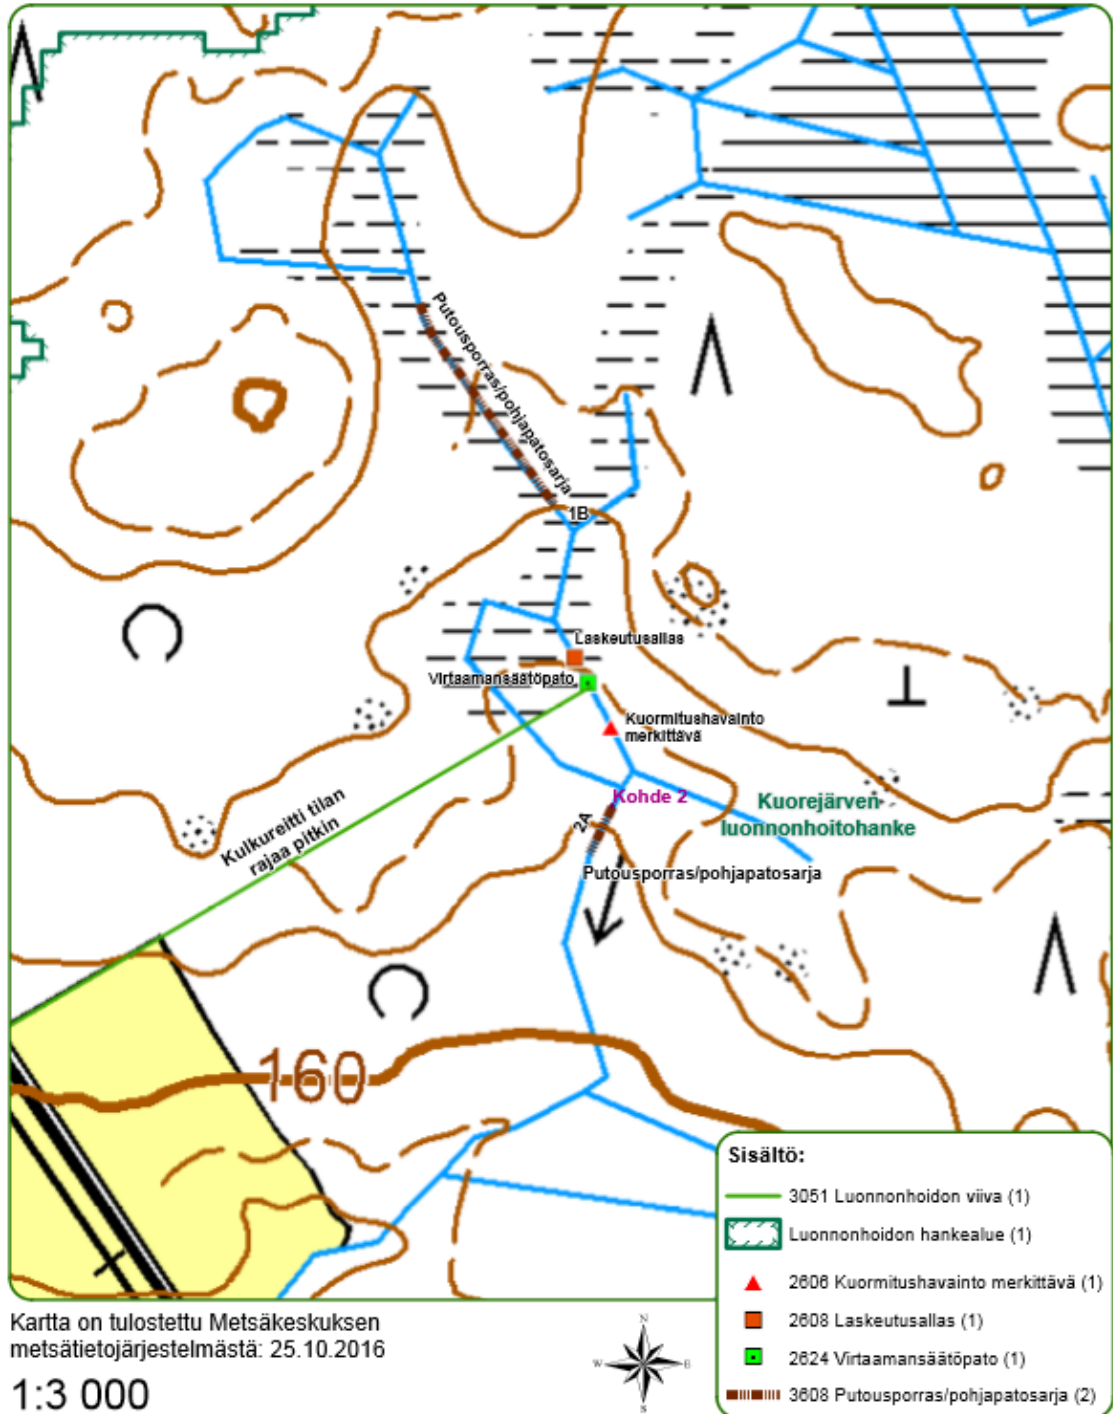 Putousporras/pohjapatosarja
1B
Laskeutusallas
Virtaamansäätöpato
Kuormitushavainto
merkittävä
Kohde 2
Kuorejärven
luonnonhoitohanke
2A
Kulkureitti tilan
rajaa pitkin
Putousporras/pohjapatosarja
160
Sisältö:
3051 Luonnonhoidon viiva (1)
Luonnonhoidon hankealue (1)
2606 Kuormitushavainto merkittävä (1)
2608 Laskeutusallas (1)
2624 Virtaamansäätöpato (1)
3608 Putousporras/pohjapatosarja (2)
Kartta on tulostettu Metsäkeskuksen
metsätietojärjestelmästä: 25.10.2016
1:3 000
N
W
E
S